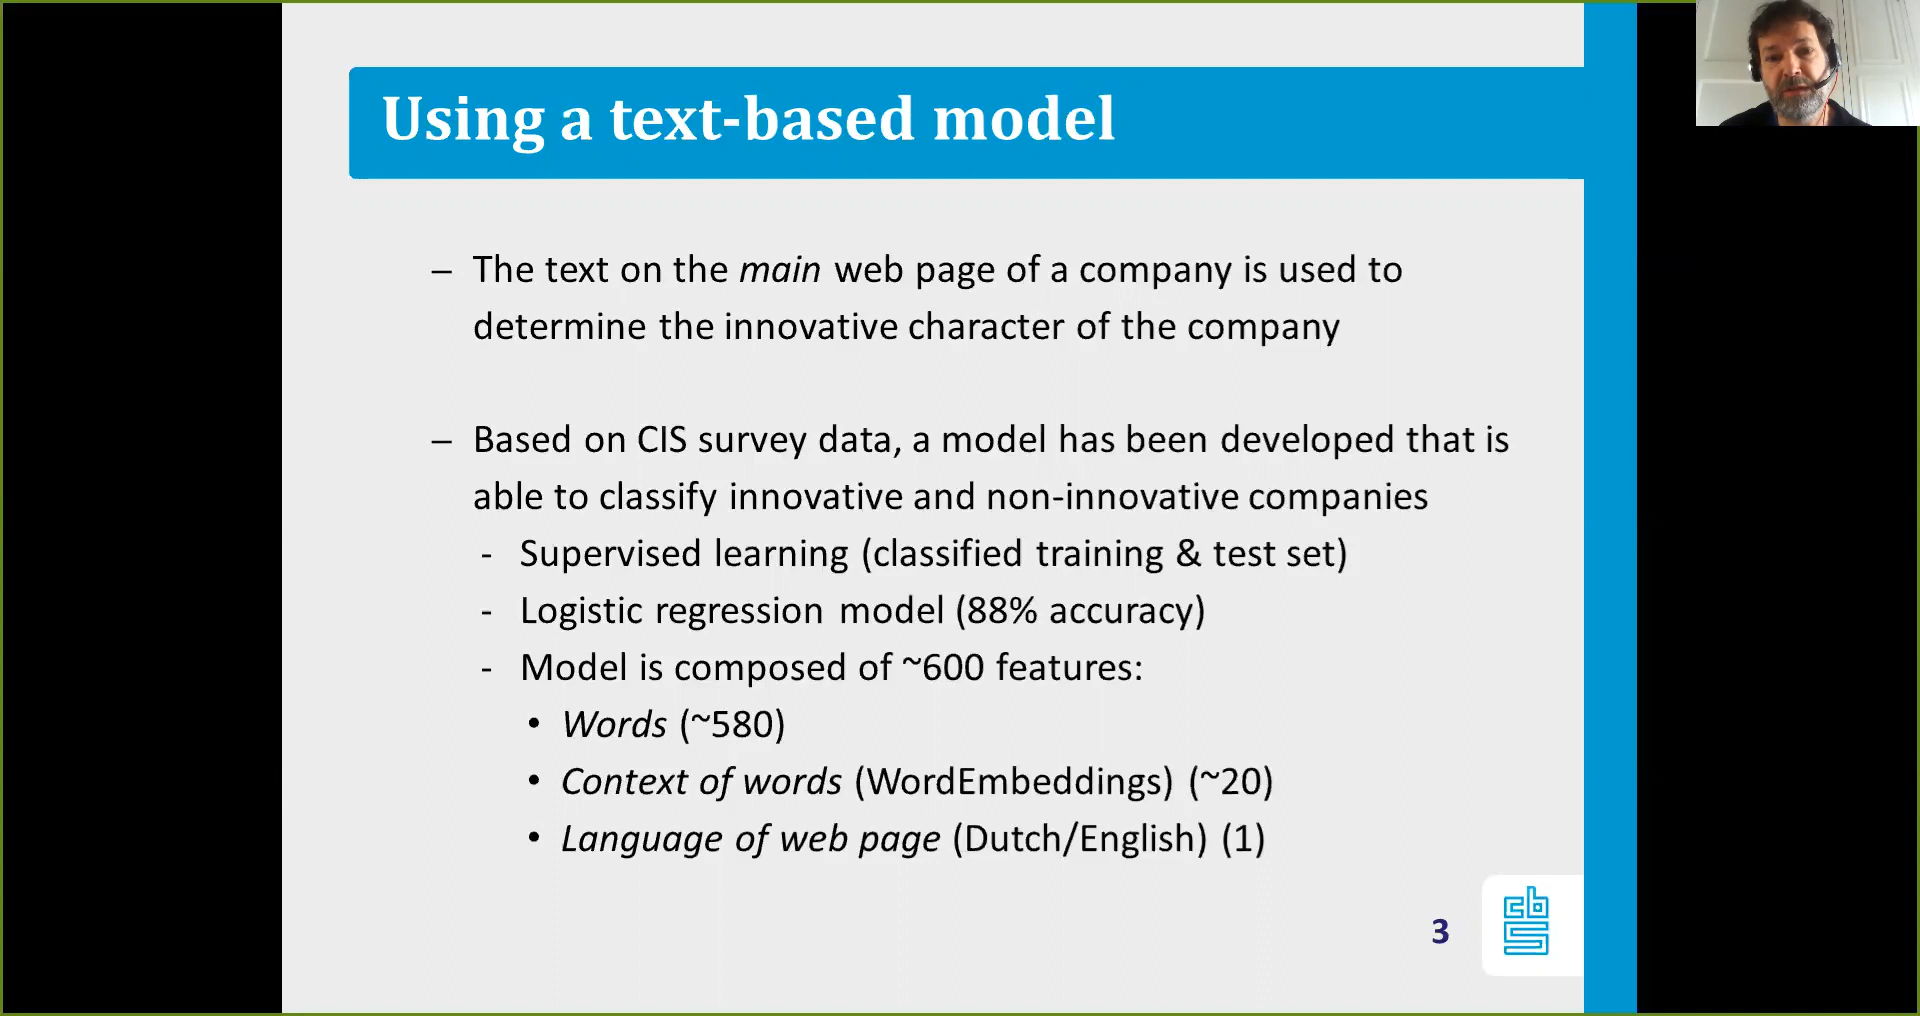 Using a text-based model
– The text on the main web page of a company is used to
determine the innovative character of the company
– Based on CIS survey data, a model has been developed that is
able to classify innovative and non-innovative companies
- Supervised learning (classified training & test set)
- Logistic regression model (88% accuracy)
- Model is composed of ~600 features:
• Words (~580)
• Context of words (WordEmbeddings) (~20)
• Language of web page (Dutch/English) (1)
3
cbs